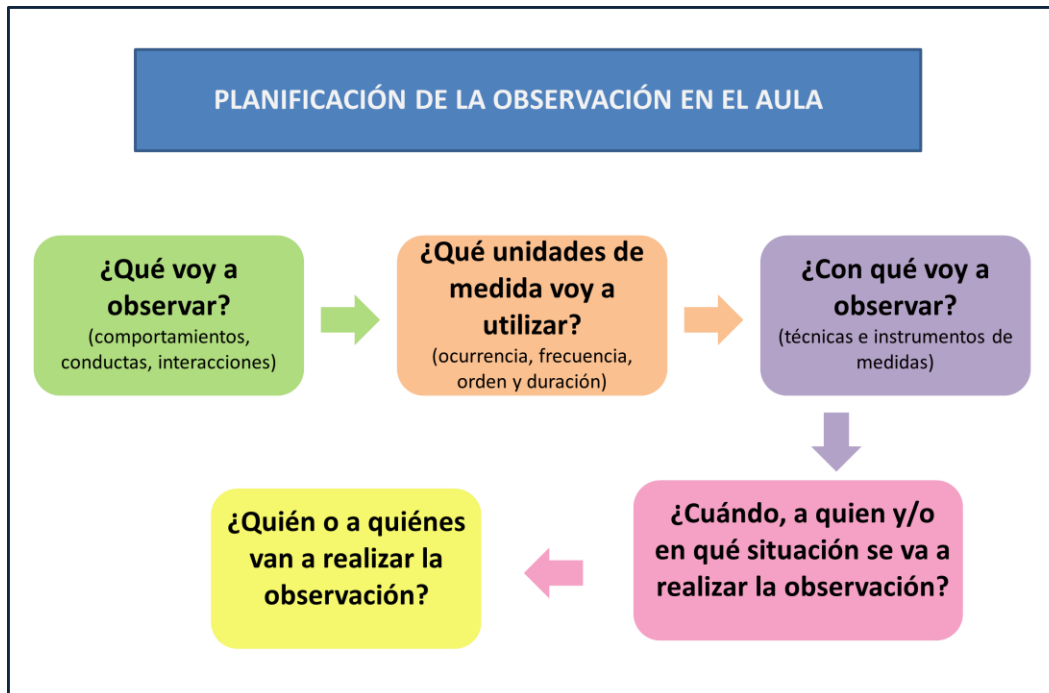 PLANIFICACIÓN DE LA OBSERVACIÓN EN EL AULA
¿Qué voy a
observar?
(comportamientos,
conductas, interacciones)
¿Qué unidades de
medida voy a
utilizar?
(ocurrencia, frecuencia,
orden y duración)
¿Con qué voy a
observar?
(técnicas e instrumentos de
medidas)
¿Cuándo, a quien y/o
en qué situación se va a
realizar la observación?
¿Quién o a quiénes
van a realizar la
observación?